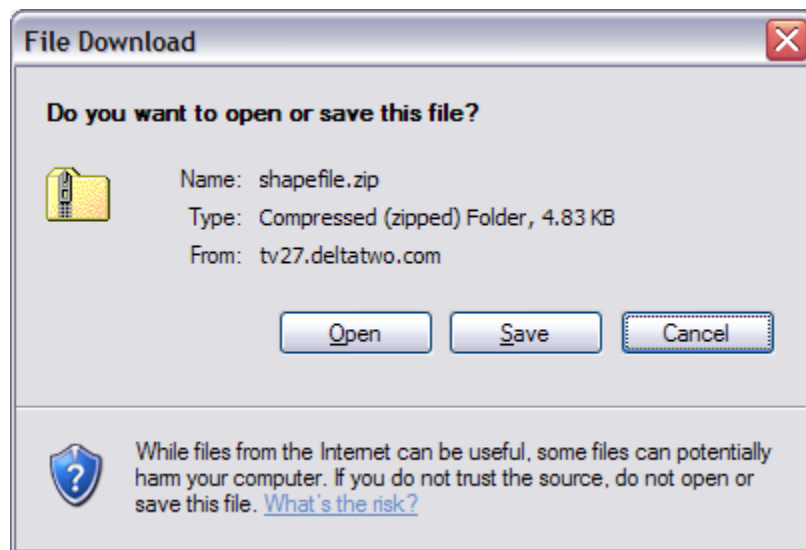 File Download
Do you want to open or save this file?
Name: shapefile.zip
Type: Compressed (zipped) Folder, 4.83 KB
From: tv27.deltatwo.com
Open Save Cancel
While files from the Internet can be useful, some files can potentially
harm your computer. If you do not trust the source, do not open or
save this file. What's the risk?